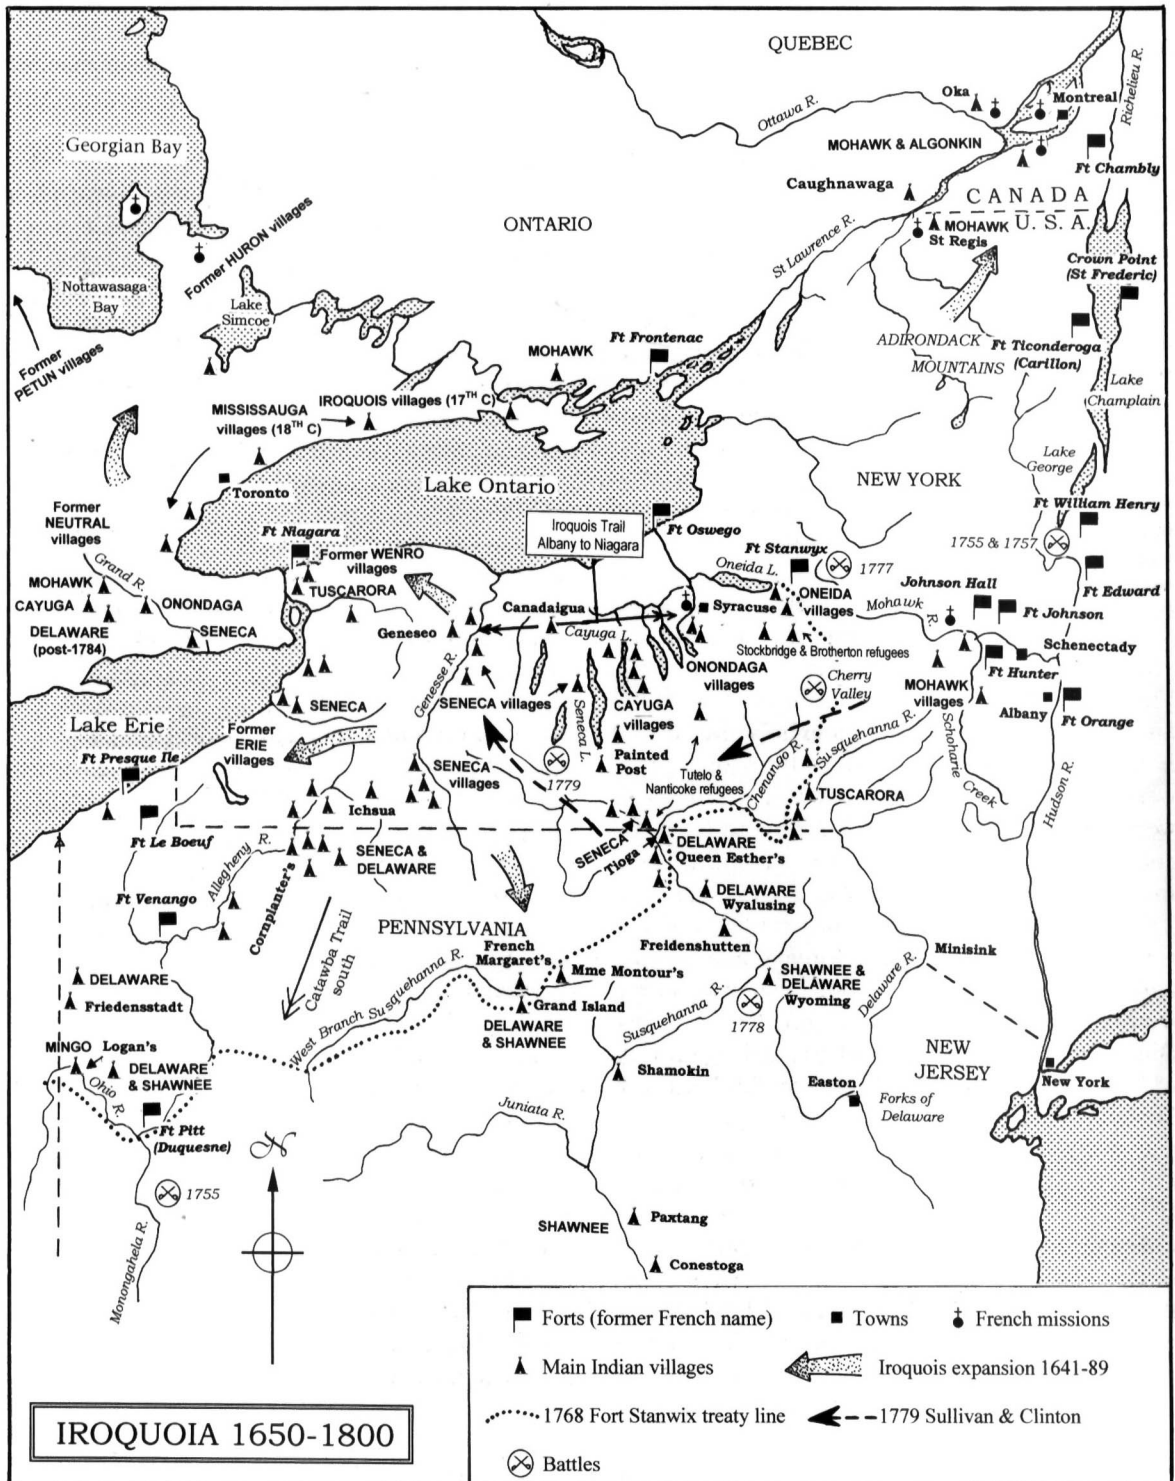 QUEBEC
Oka
Montreal
Richelieu R.
Ottawa R.
Georgian Bay
MOHAWK & ALGONKIN
Ft Chambly
Caughnawaga
CANADA
U. S. A.
ONTARIO
MOHAWK
St Regis
Former HURON villages
St Lawrence R.
Crown Point
(St Frederic)
Nottawasaga
Bay
Lake
Simcoe
Former
PETUN villages
Ft Frontenac
ADIRONDACK
MOUNTAINS
Ft Ticonderoga
(Carillon)
MOHAWK
Lake
Champlain
IROQUOIS villages (17TH C)
MISSISSAUGA
villages (18TH C)
Lake
George
NEW YORK
Lake Ontario
Toronto
Former
NEUTRAL
villages
Ft William Henry
Iroquois Trail
Albany to Niagara
Ft Oswego
Ft Niagara
Former WENRO
villages
Ft Stanwyx
1777
1755 & 1757
Oneida L.
Grand R.
Ft Edward
MOHAWK
CAYUGA
ONONDAGA
TUSCARORA
Canadaigua
Syracuse
ONEIDA
villages
Johnson Hall
Mohawk R.
Ft Johnson
DELAWARE
(post-1784)
SENECA
Geneseo
Cayuga L.
Stockbridge & Brotherton refugees
Schenectady
Genesse R.
ONONDAGA
villages
Ft Hunter
Cherry
Valley
MOHAWK
villages
Albany
Ft Orange
SENECA
SENECA villages
Seneca L.
CAYUGA
villages
Lake Erie
Former
ERIE
villages
Susquehanna R.
Schoharie Creek
Ft Presque Ile
Painted
Post
SENECA
villages
1779
Tutelo &
Nanticoke refugees
Chenango R.
TUSCARORA
Hudson R.
Ichsua
Ft Le Boeuf
Allegheny R.
SENECA &
DELAWARE
SENECA
Tioga
DELAWARE
Queen Esther's
Ft Venango
Cornplanter's
DELAWARE
Wyalusing
PENNSYLVANIA
Catawba Trail
south
French
Margaret's
Freidenshutten
Minisink
DELAWARE
Friedensstadt
Mme Montour's
SHAWNEE &
DELAWARE
Wyoming
Delaware R.
Grand Island
West Branch Susquehanna R.
DELAWARE
& SHAWNEE
Susquehanna R.
1778
MINGO
Logan's
DELAWARE
& SHAWNEE
Ohio R.
Shamokin
NEW
JERSEY
New York
Easton
Forks of
Delaware
Juniata R.
Ft Pitt
(Duquesne)
N
1755
Monongahela R.
SHAWNEE
Paxtang
Conestoga
Forts (former French name)
Towns
French missions
Main Indian villages
Iroquois expansion 1641-89
1768 Fort Stanwix treaty line
1779 Sullivan & Clinton
Battles
IROQUOIA 1650-1800